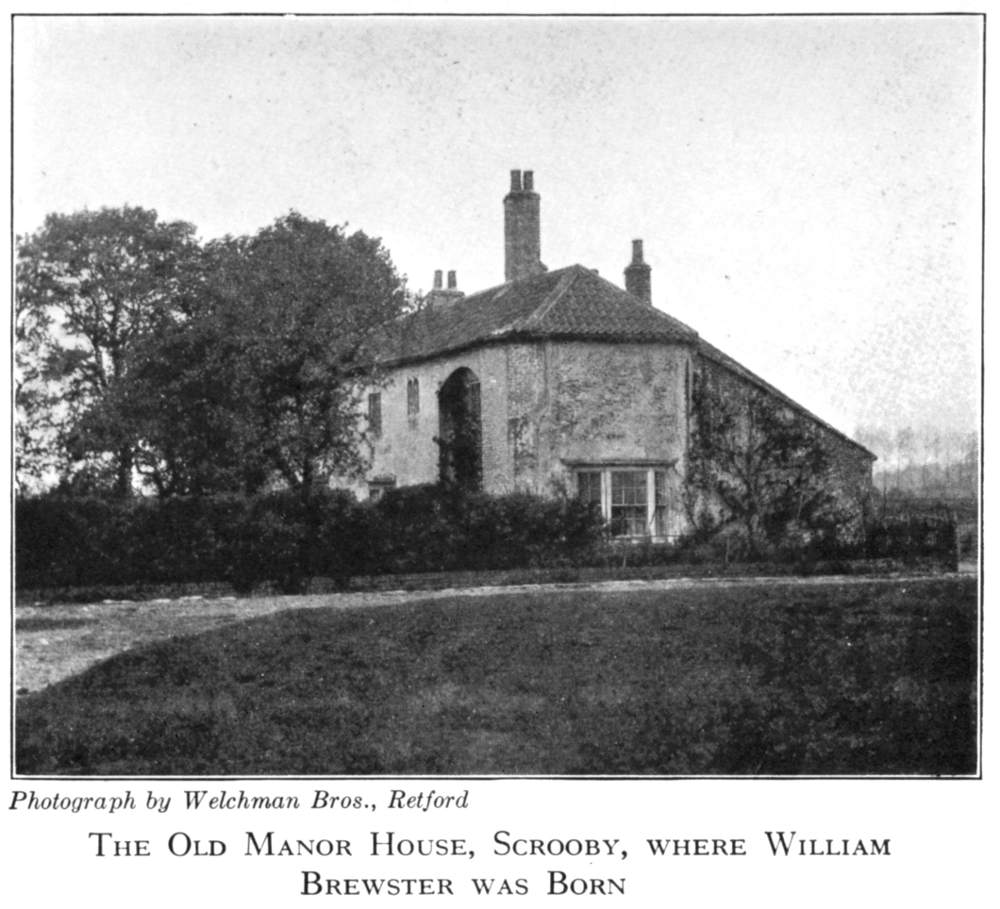 Photograph by Welchman Bros., Retford
The Old Manor House, Scrooby, where William
Brewster was Born